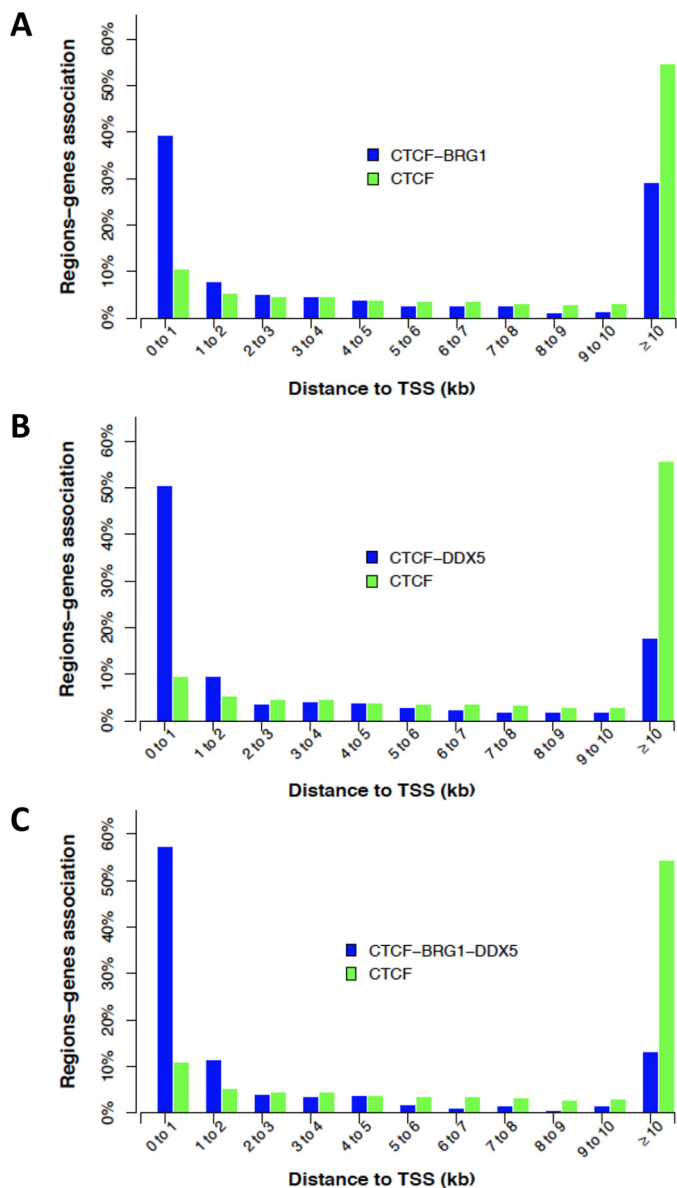 A
Regions–genes association
60%
50%
40%
30%
20%
10%
0%
CTCF–BRG1
CTCF
0 to 1
1 to 2
2 to 3
3 to 4
4 to 5
5 to 6
6 to 7
7 to 8
8 to 9
9 to 10
≥ 10
Distance to TSS (kb)
B
Regions–genes association
60%
50%
40%
30%
20%
10%
0%
CTCF–DDX5
CTCF
0 to 1
1 to 2
2 to 3
3 to 4
4 to 5
5 to 6
6 to 7
7 to 8
8 to 9
9 to 10
≥ 10
Distance to TSS (kb)
C
Regions–genes association
60%
50%
40%
30%
20%
10%
0%
CTCF–BRG1–DDX5
CTCF
0 to 1
1 to 2
2 to 3
3 to 4
4 to 5
5 to 6
6 to 7
7 to 8
8 to 9
9 to 10
≥ 10
Distance to TSS (kb)